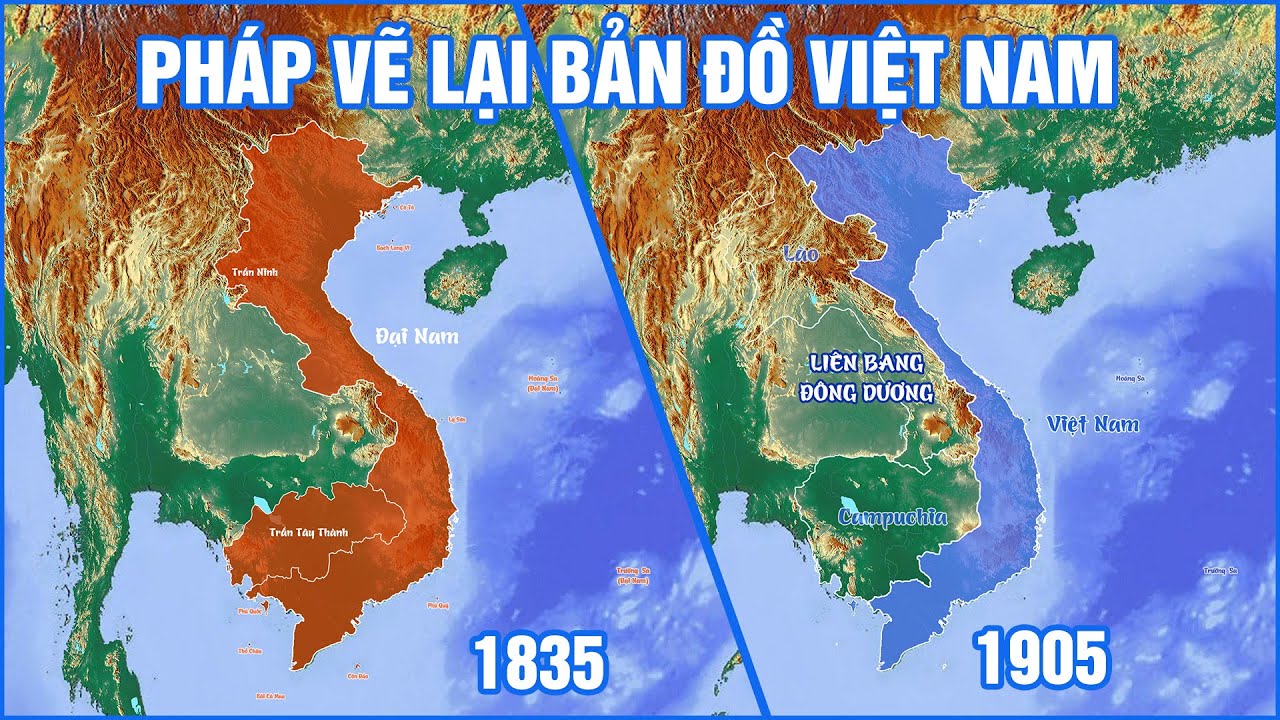 PHÁP VẼ LẠI BẢN ĐỒ VIỆT NAM
Cô Tô
Bạch Long Vĩ
Trấn Ninh
Đại Nam
Hoàng Sa
(Đại Nam)
Lý Sơn
Trấn Tây Thành
Trường Sa
(Đại Nam)
Phú Quốc
Phú Quý
Thổ Châu
Côn Đảo
Bãi Cà Mau
1835
Lào
LIÊN BANG
ĐÔNG DƯƠNG
Hoàng Sa
Việt Nam
Campuchia
Trường Sa
1905